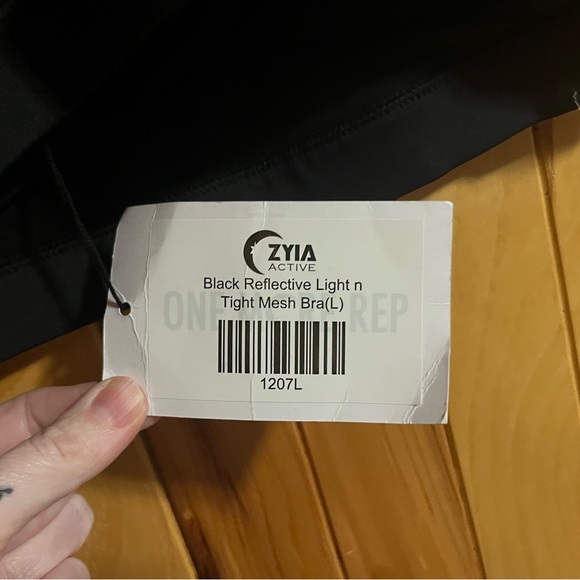 ZYIA
ACTIVE
Black Reflective Light n
Tight Mesh Bra(L)
ONE MORE REP
1207L